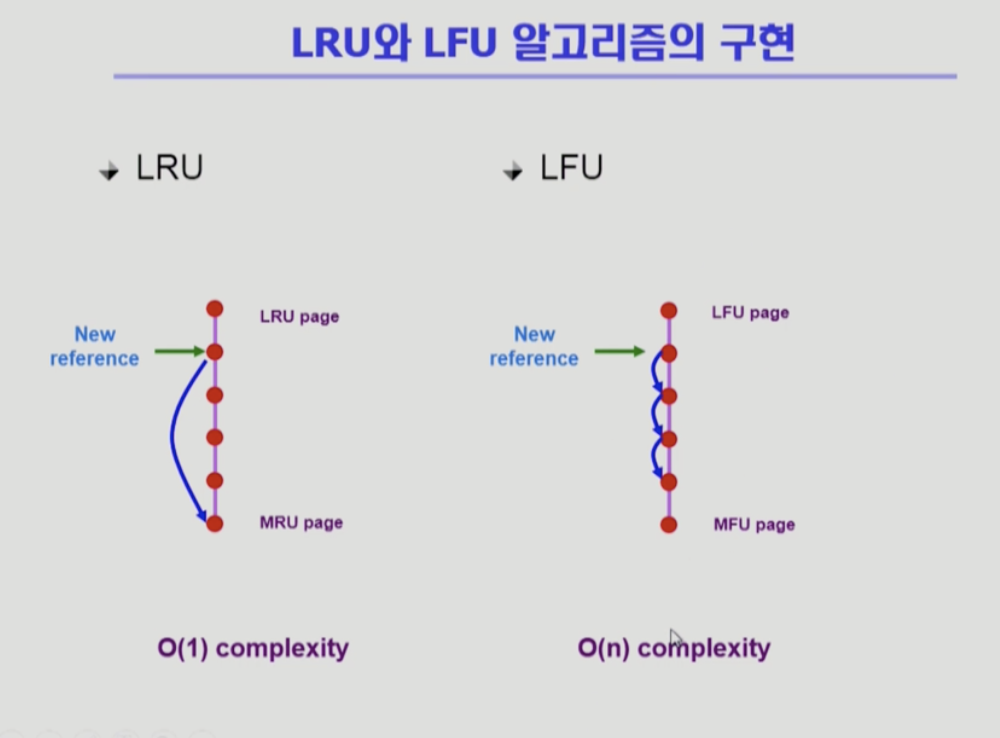 LRU와 LFU 알고리즘의 구현
LRU
New
reference
LRU page
MRU page
O(1) complexity
LFU
New
reference
LFU page
MFU page
O(n) complexity